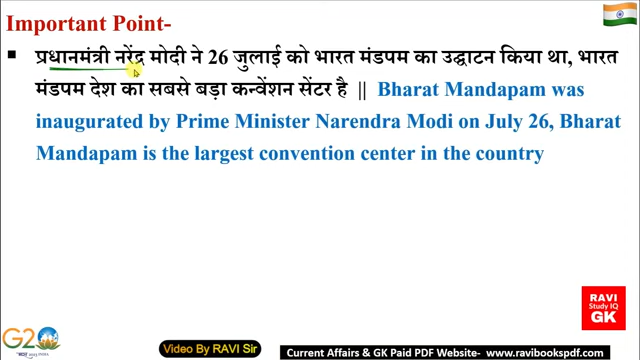 Important Point-
▪ प्रधानमंत्री नरेंद्र मोदी ने 26 जुलाई को भारत मंडपम का उद्घाटन किया था, भारत
मंडपम देश का सबसे बड़ा कन्वेंशन सेंटर है || Bharat Mandapam was
inaugurated by Prime Minister Narendra Modi on July 26, Bharat
Mandapam is the largest convention center in the country
RAVI
Study IQ
GK
G20
Video By RAVI Sir
Current Affairs & GK Paid PDF Website- www.ravibookspdf.com